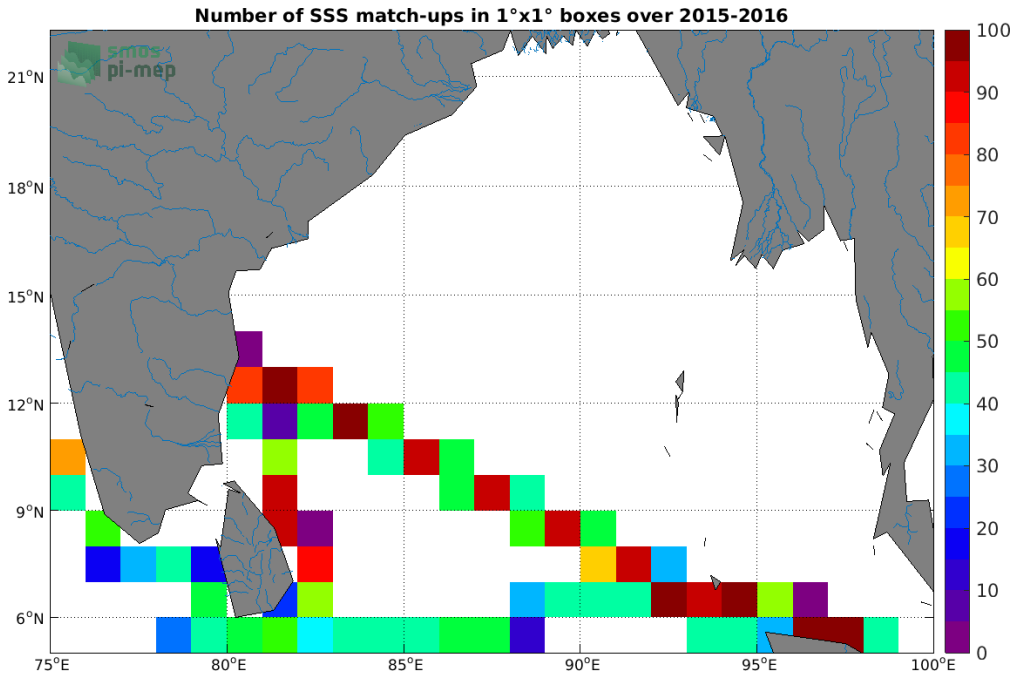 Number of SSS match-ups in 1°x1° boxes over 2015-2016
smos
pi-mep
21°N
18°N
15°N
12°N
9°N
6°N
75°E
80°E
85°E
90°E
95°E
100°E
100
90
80
70
60
50
40
30
20
10
0